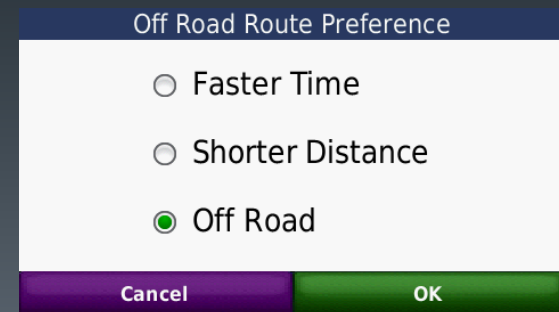 Off Road Route Preference
Faster Time
Shorter Distance
Off Road
Cancel OK